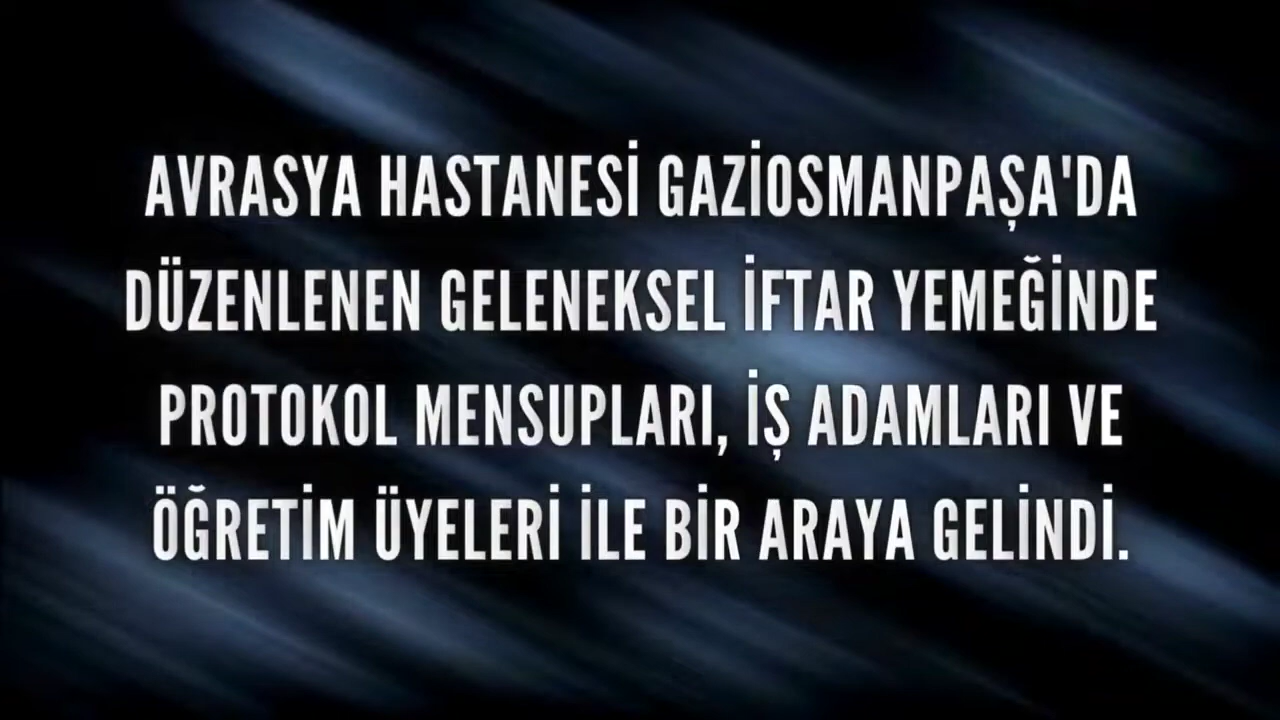 AVRASYA HASTANESİ GAZİOSMANPAŞA'DA
DÜZENLENEN GELENEKSEL İFTAR YEMEĞİNDE
PROTOKOL MENSUPLARI, İŞ ADAMLARI VE
ÖĞRETİM ÜYELERİ İLE BİR ARAYA GELİNDİ.